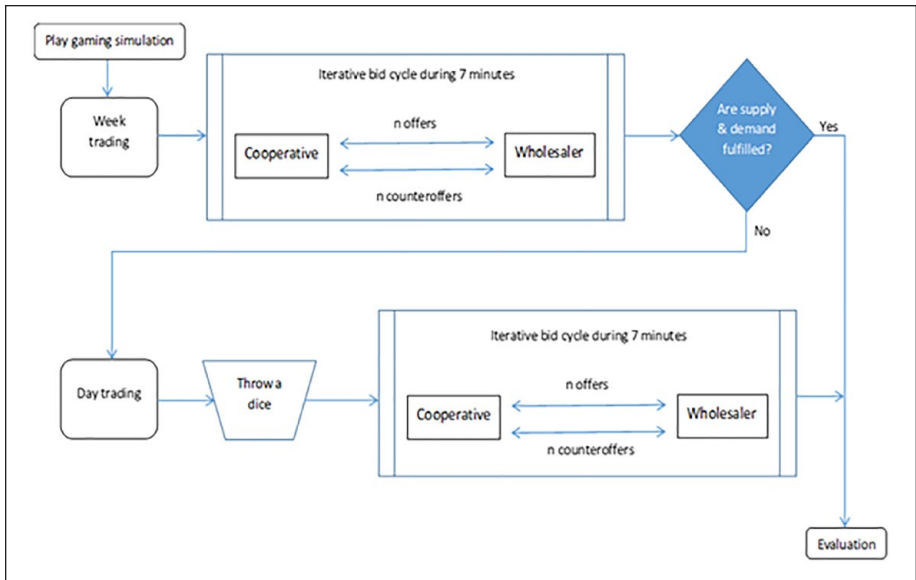 Play gaming simulation
Week
trading
Iterative bid cycle during 7 minutes
n offers
Cooperative
Wholesaler
n counteroffers
Are supply
& demand
fulfilled?
Yes
No
Day trading
Throw a
dice
Iterative bid cycle during 7 minutes
n offers
Cooperative
Wholesaler
n counteroffers
Evaluation